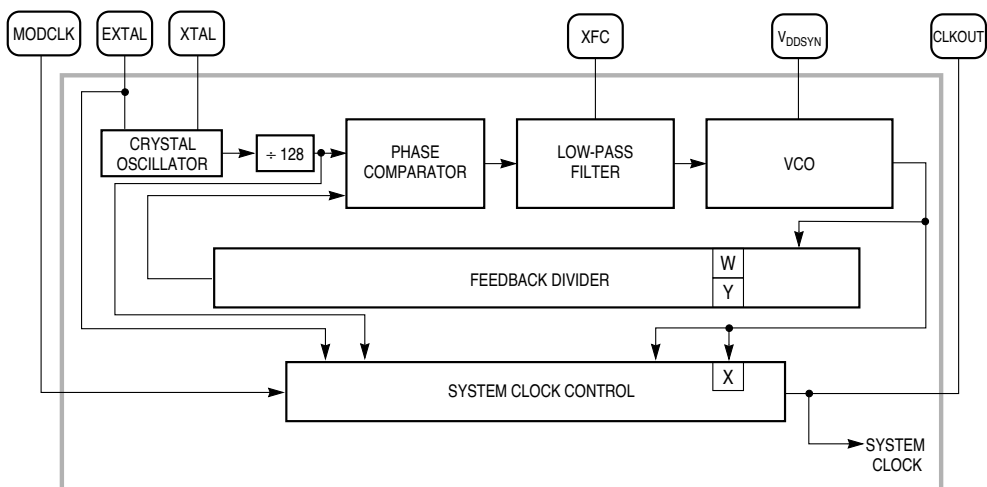 MODCLK
EXTAL
XTAL
XFC
VDDSYN
CLKOUT
CRYSTAL
OSCILLATOR
÷ 128
PHASE
COMPARATOR
LOW-PASS
FILTER
VCO
FEEDBACK DIVIDER
W
Y
SYSTEM CLOCK CONTROL
X
SYSTEM
CLOCK